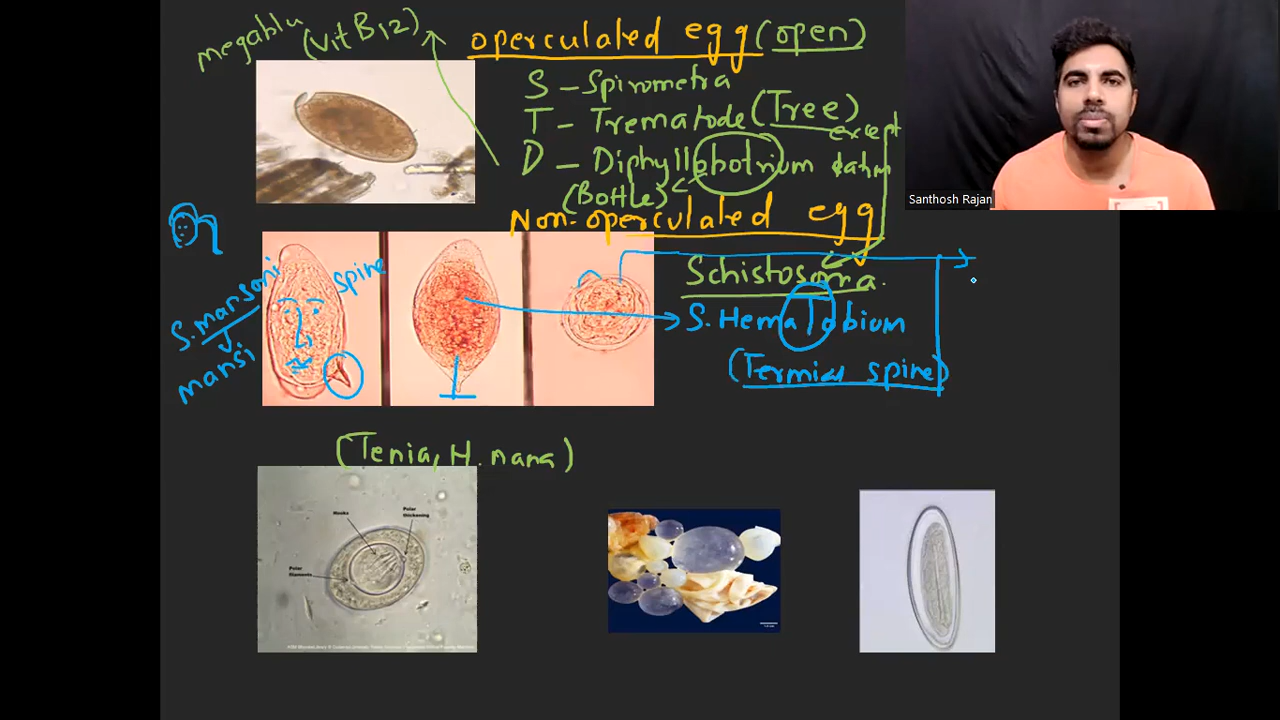 operculated egg (open)
megablu (vit B12)
S - Spirometra
T - Trematode (Tree)
except
D - Diphyllobotrium latum
(Bottle)
Santhosh Rajan
Non-operculated egg
S. mansoni
mansi
spine
Schistosoma.
S. Hematobium
(Termial spine)
(Tenia, H. nana)
Hooks
Polar
thickening
Polar
filaments